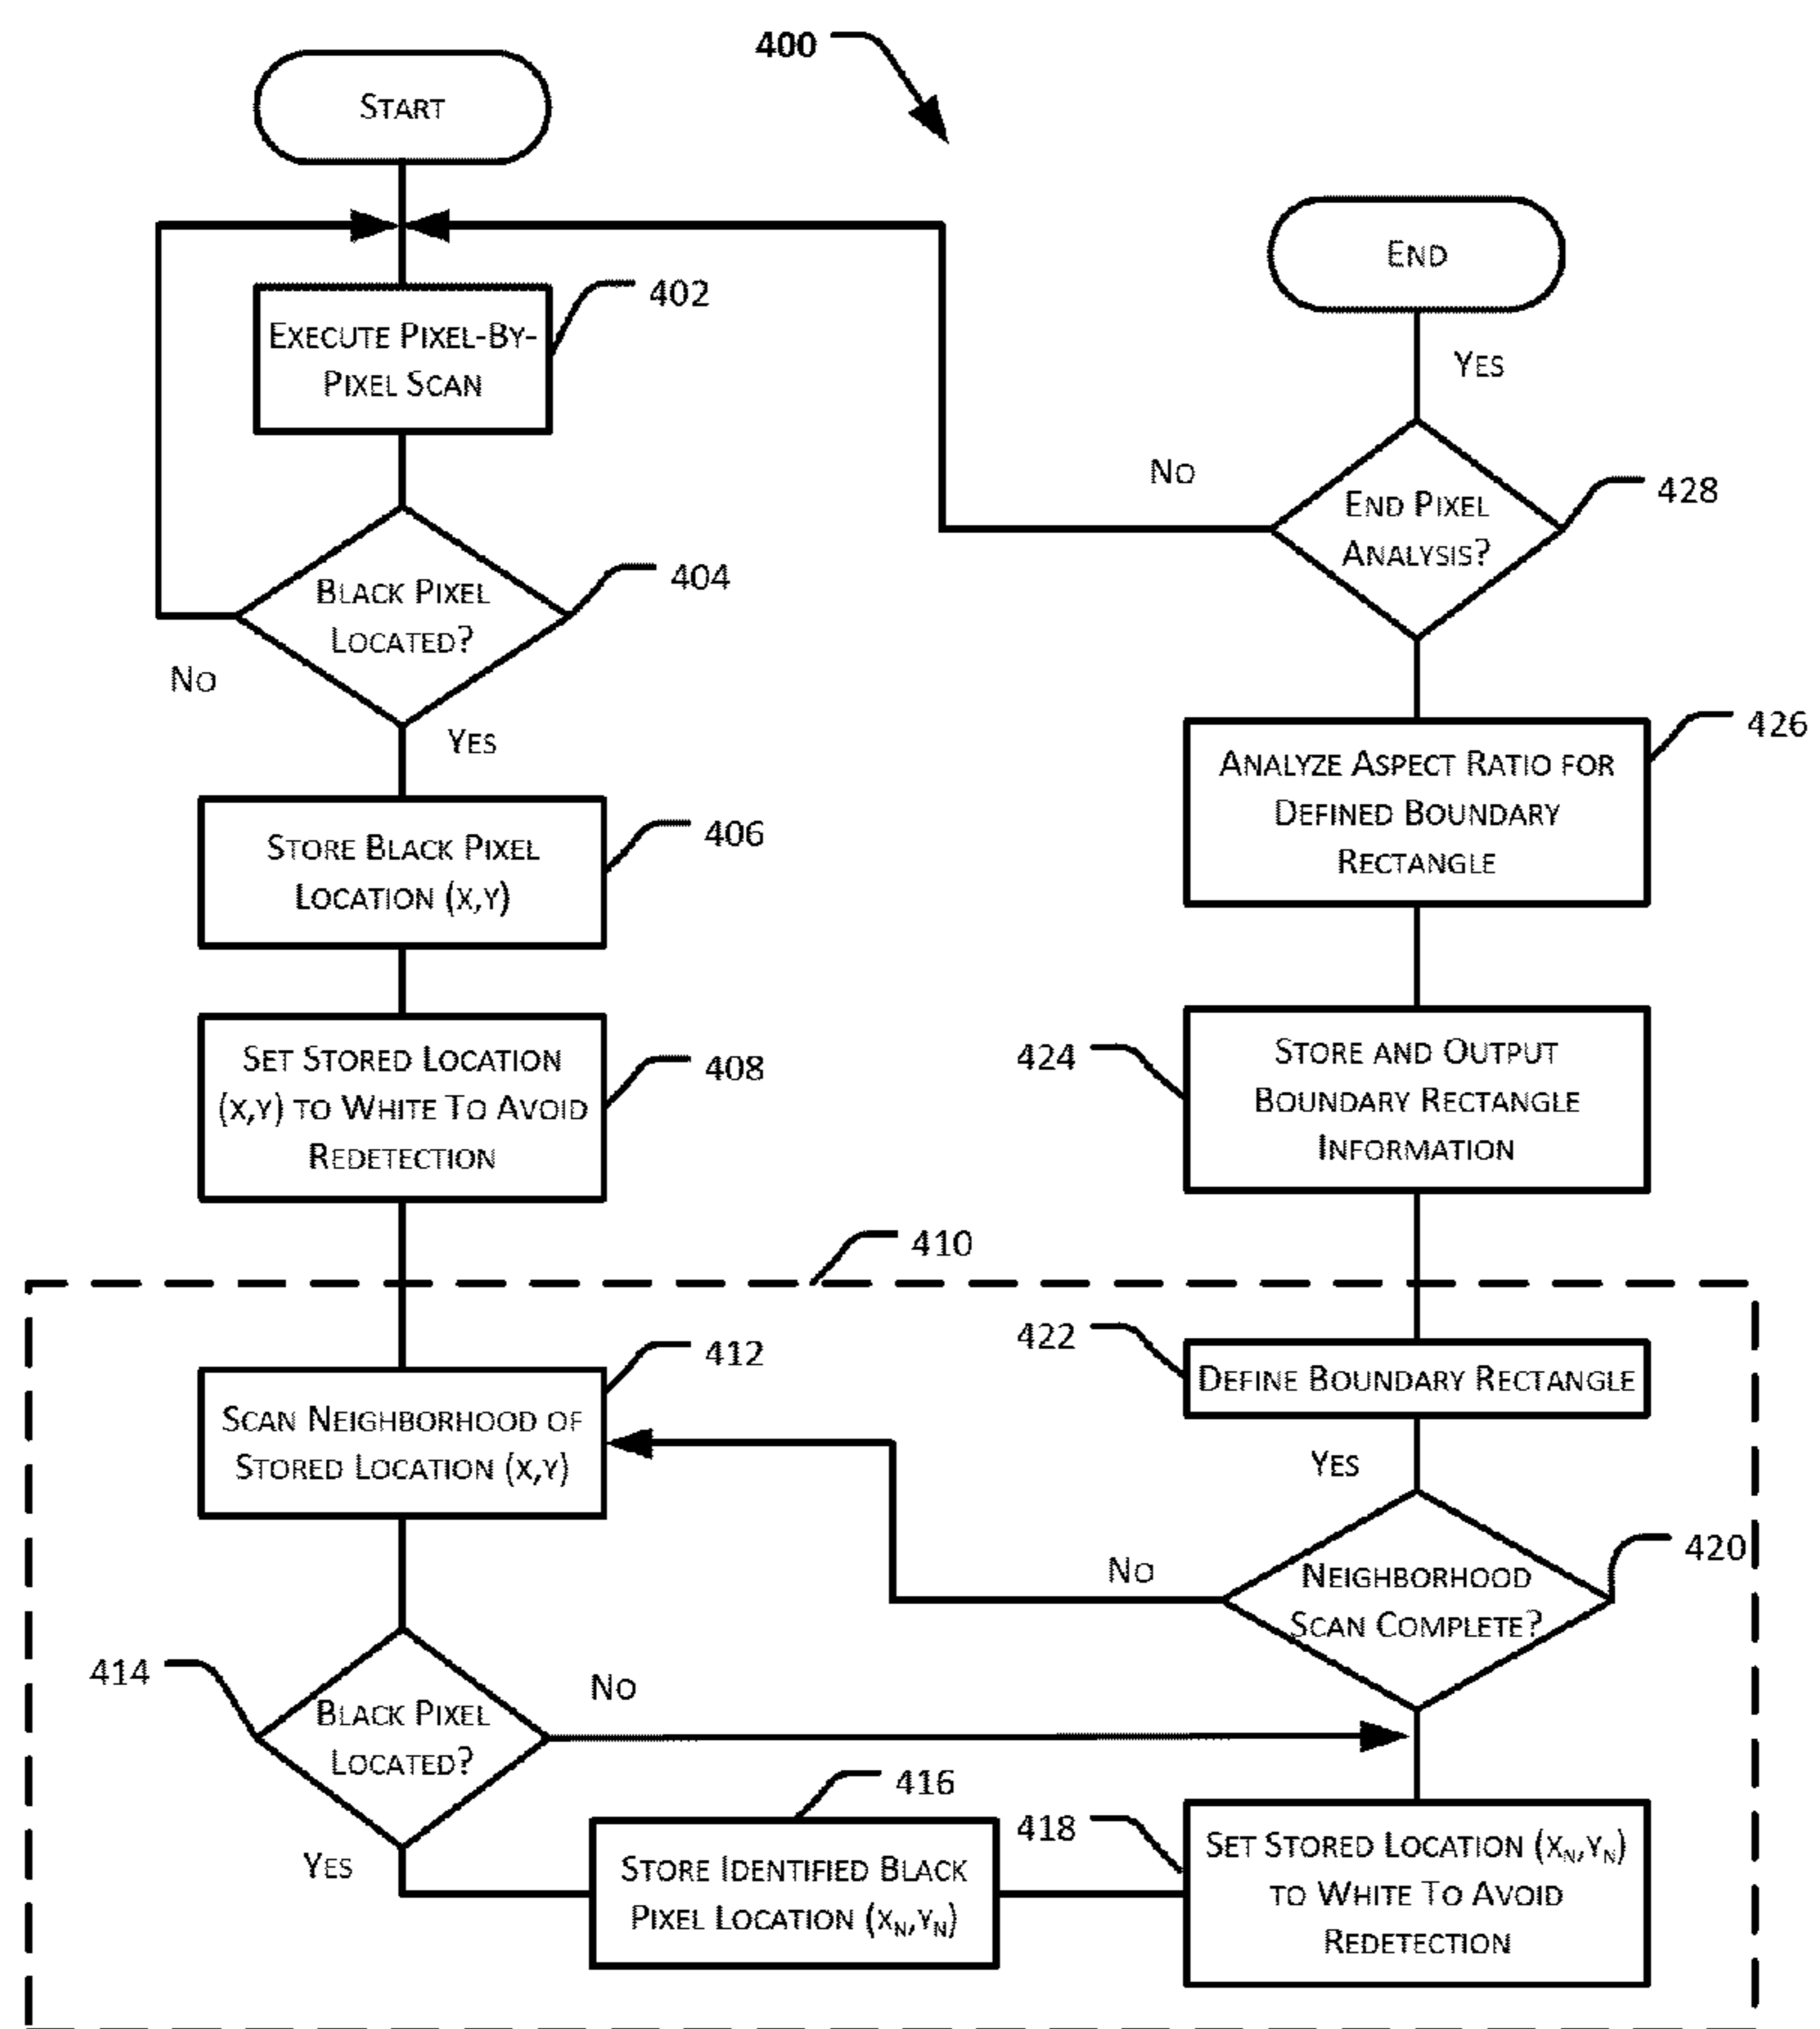 400
START
402
EXECUTE PIXEL-BY-
PIXEL SCAN
404
BLACK PIXEL
LOCATED?
NO
YES
406
STORE BLACK PIXEL
LOCATION (X,Y)
408
SET STORED LOCATION
(X,Y) TO WHITE TO AVOID
REDETECTION
410
412
SCAN NEIGHBORHOOD OF
STORED LOCATION (X,Y)
414
BLACK PIXEL
LOCATED?
NO
YES
416
STORE IDENTIFIED BLACK
PIXEL LOCATION (XN,YN)
418
SET STORED LOCATION (XN,YN)
TO WHITE TO AVOID
REDETECTION
420
NEIGHBORHOOD
SCAN COMPLETE?
NO
YES
422
DEFINE BOUNDARY RECTANGLE
424
STORE AND OUTPUT
BOUNDARY RECTANGLE
INFORMATION
426
ANALYZE ASPECT RATIO FOR
DEFINED BOUNDARY
RECTANGLE
428
END PIXEL
ANALYSIS?
NO
YES
END